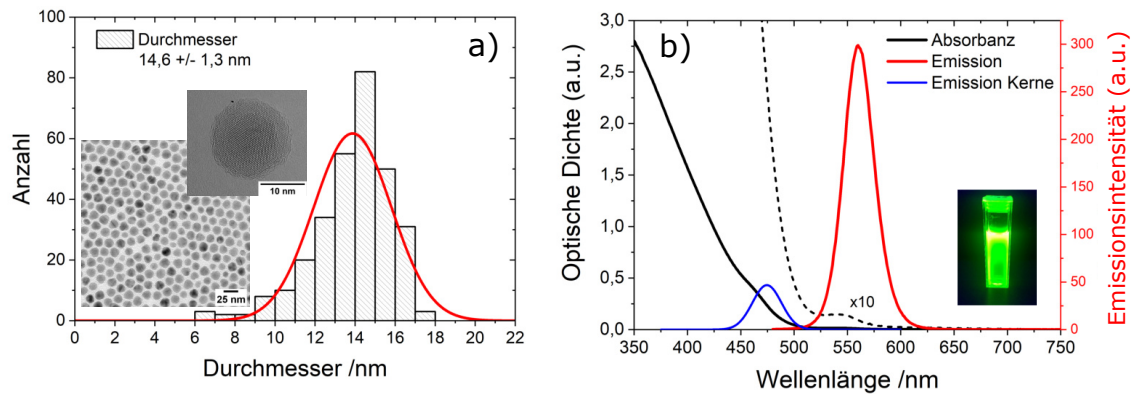 a)
Durchmesser
14,6 +/- 1,3 nm
10 nm
25 nm
Anzahl
100
80
60
40
20
0
0 2 4 6 8 10 12 14 16 18 20 22
Durchmesser /nm
b)
Absorbanz
Emission
Emission Kerne
x10
Optische Dichte (a.u.)
3,0
2,5
2,0
1,5
1,0
0,5
0,0
Emissionsintensität (a.u.)
300
250
200
150
100
50
0
350 400 450 500 550 600 650 700 750
Wellenlänge /nm